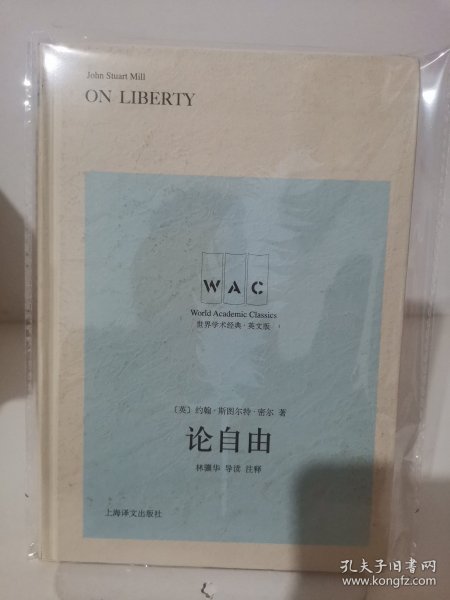 John Stuart Mill
ON LIBERTY
WAC
World Academic Classics
世界学术经典·英文版
〔英〕约翰·斯图尔特·密尔 著
论自由
林骧华 导读 注释
上海译文出版社
孔夫子旧书网
www.kongfz.com